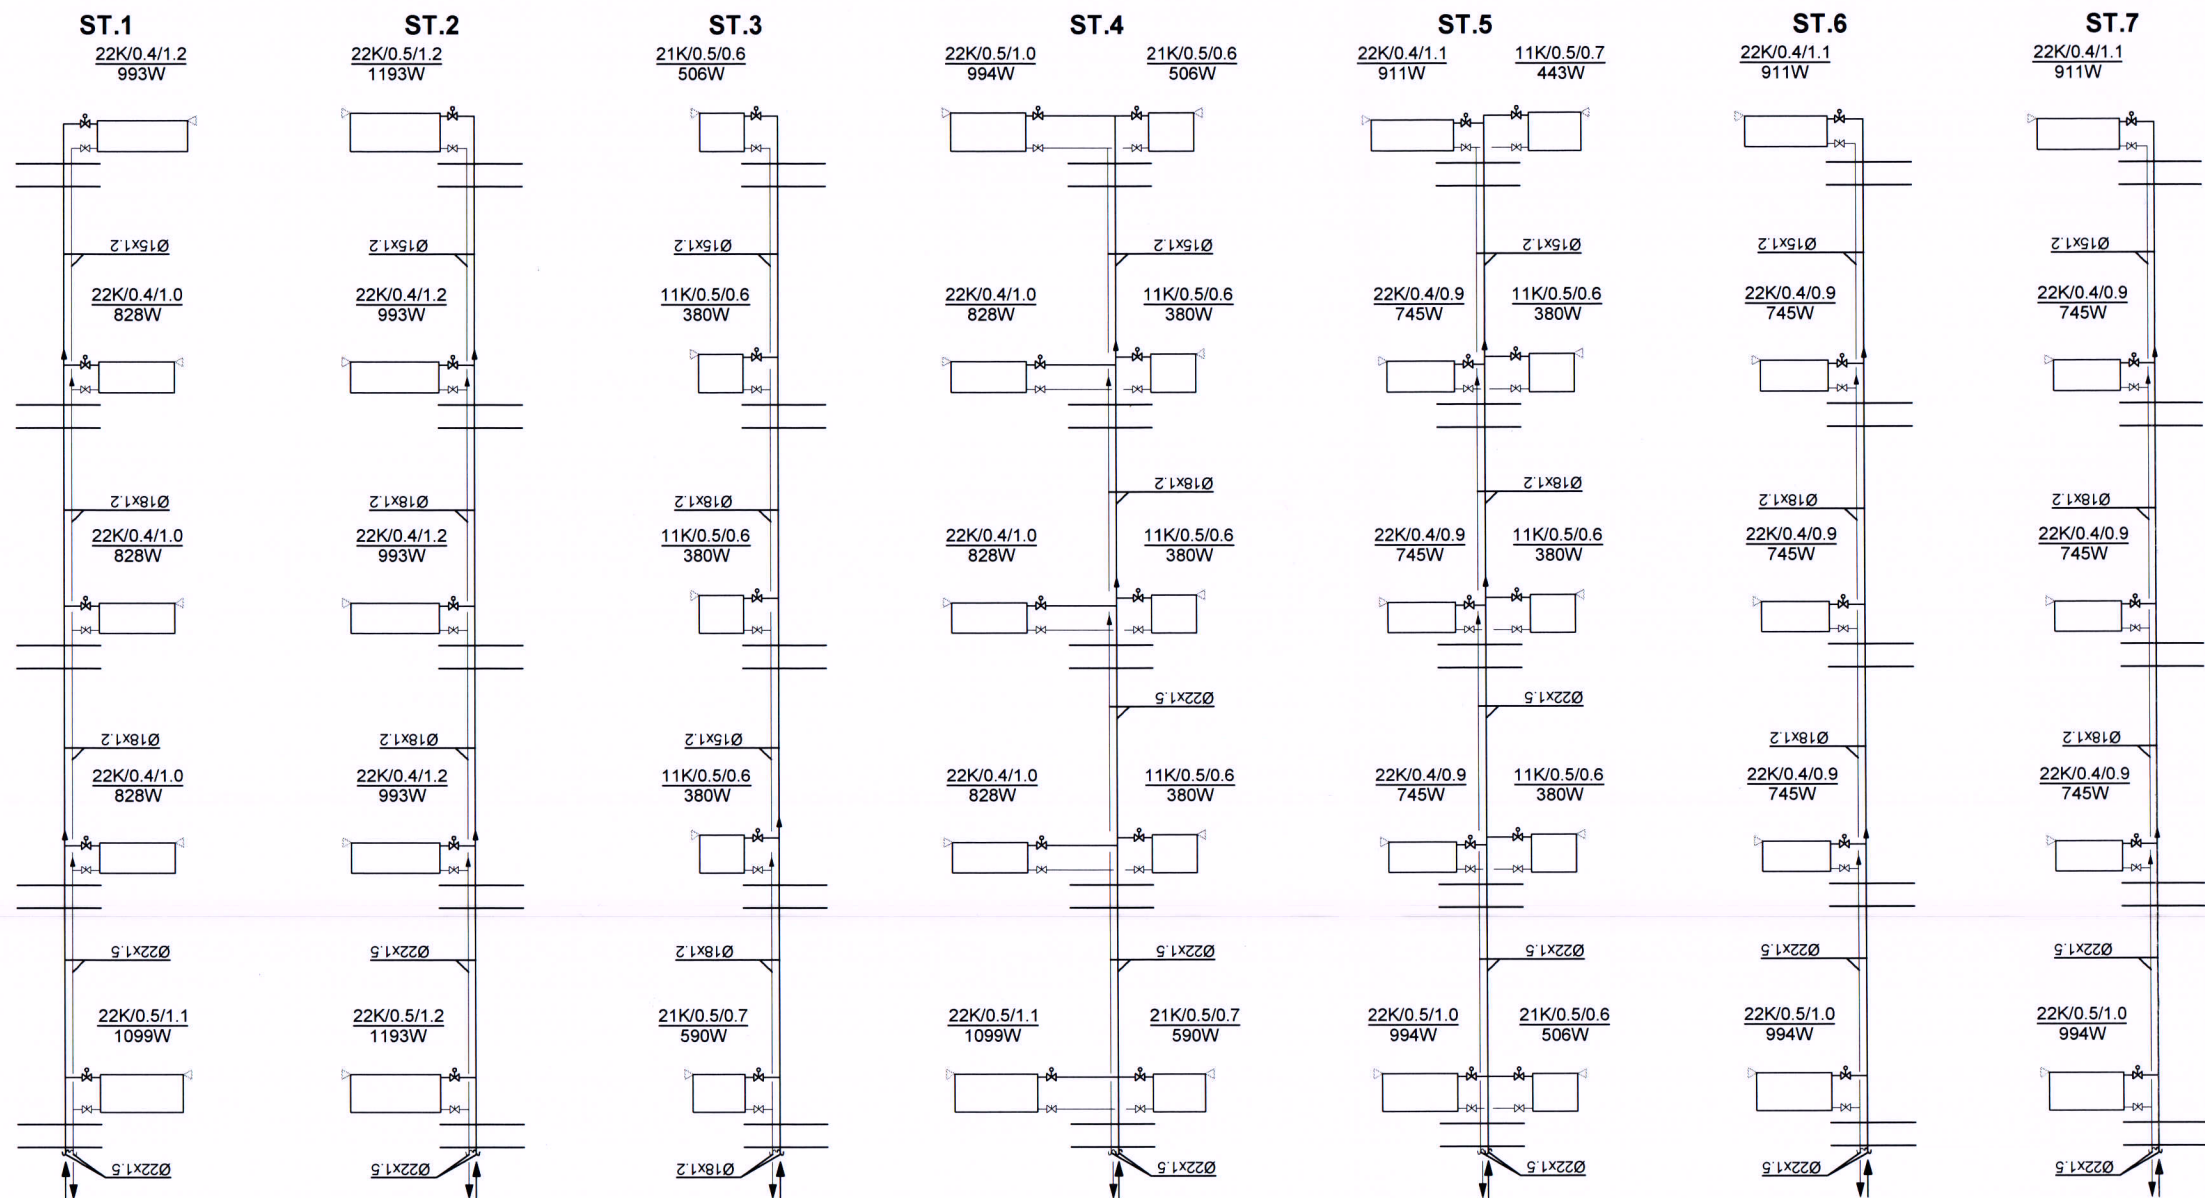 ST.1
ST.2
ST.3
ST.4
ST.5
ST.6
ST.7
22K/0.4/1.2
22K/0.5/1.2
21K/0.5/0.6
22K/0.5/1.0
21K/0.5/0.6
22K/0.4/1.1
11K/0.5/0.7
22K/0.4/1.1
22K/0.4/1.1
993W
1193W
506W
994W
506W
911W
443W
911W
911W
Ø15x1.2
Ø15x1.2
Ø15x1.2
Ø15x1.2
Ø15x1.2
Ø15x1.2
Ø15x1.2
22K/0.4/1.0
22K/0.4/1.2
11K/0.5/0.6
22K/0.4/1.0
11K/0.5/0.6
22K/0.4/0.9
11K/0.5/0.6
22K/0.4/0.9
22K/0.4/0.9
828W
993W
380W
828W
380W
745W
380W
745W
745W
Ø18x1.2
Ø18x1.2
Ø18x1.2
Ø18x1.2
Ø18x1.2
Ø18x1.2
Ø18x1.2
22K/0.4/1.0
22K/0.4/1.2
11K/0.5/0.6
22K/0.4/1.0
11K/0.5/0.6
22K/0.4/0.9
11K/0.5/0.6
22K/0.4/0.9
22K/0.4/0.9
828W
993W
380W
828W
380W
745W
380W
745W
745W
Ø18x1.2
Ø18x1.2
Ø15x1.2
Ø22x1.5
Ø22x1.5
Ø18x1.2
Ø18x1.2
22K/0.4/1.0
22K/0.4/1.2
11K/0.5/0.6
22K/0.4/1.0
11K/0.5/0.6
22K/0.4/0.9
11K/0.5/0.6
22K/0.4/0.9
22K/0.4/0.9
828W
993W
380W
828W
380W
745W
380W
745W
745W
Ø22x1.5
Ø22x1.5
Ø18x1.2
Ø22x1.5
Ø22x1.5
Ø22x1.5
Ø22x1.5
22K/0.5/1.1
22K/0.5/1.2
21K/0.5/0.7
22K/0.5/1.1
21K/0.5/0.7
22K/0.5/1.0
21K/0.5/0.6
22K/0.5/1.0
22K/0.5/1.0
1099W
1193W
590W
1099W
590W
994W
506W
994W
994W
Ø22x1.5
Ø22x1.5
Ø18x1.2
Ø22x1.5
Ø22x1.5
Ø22x1.5
Ø22x1.5